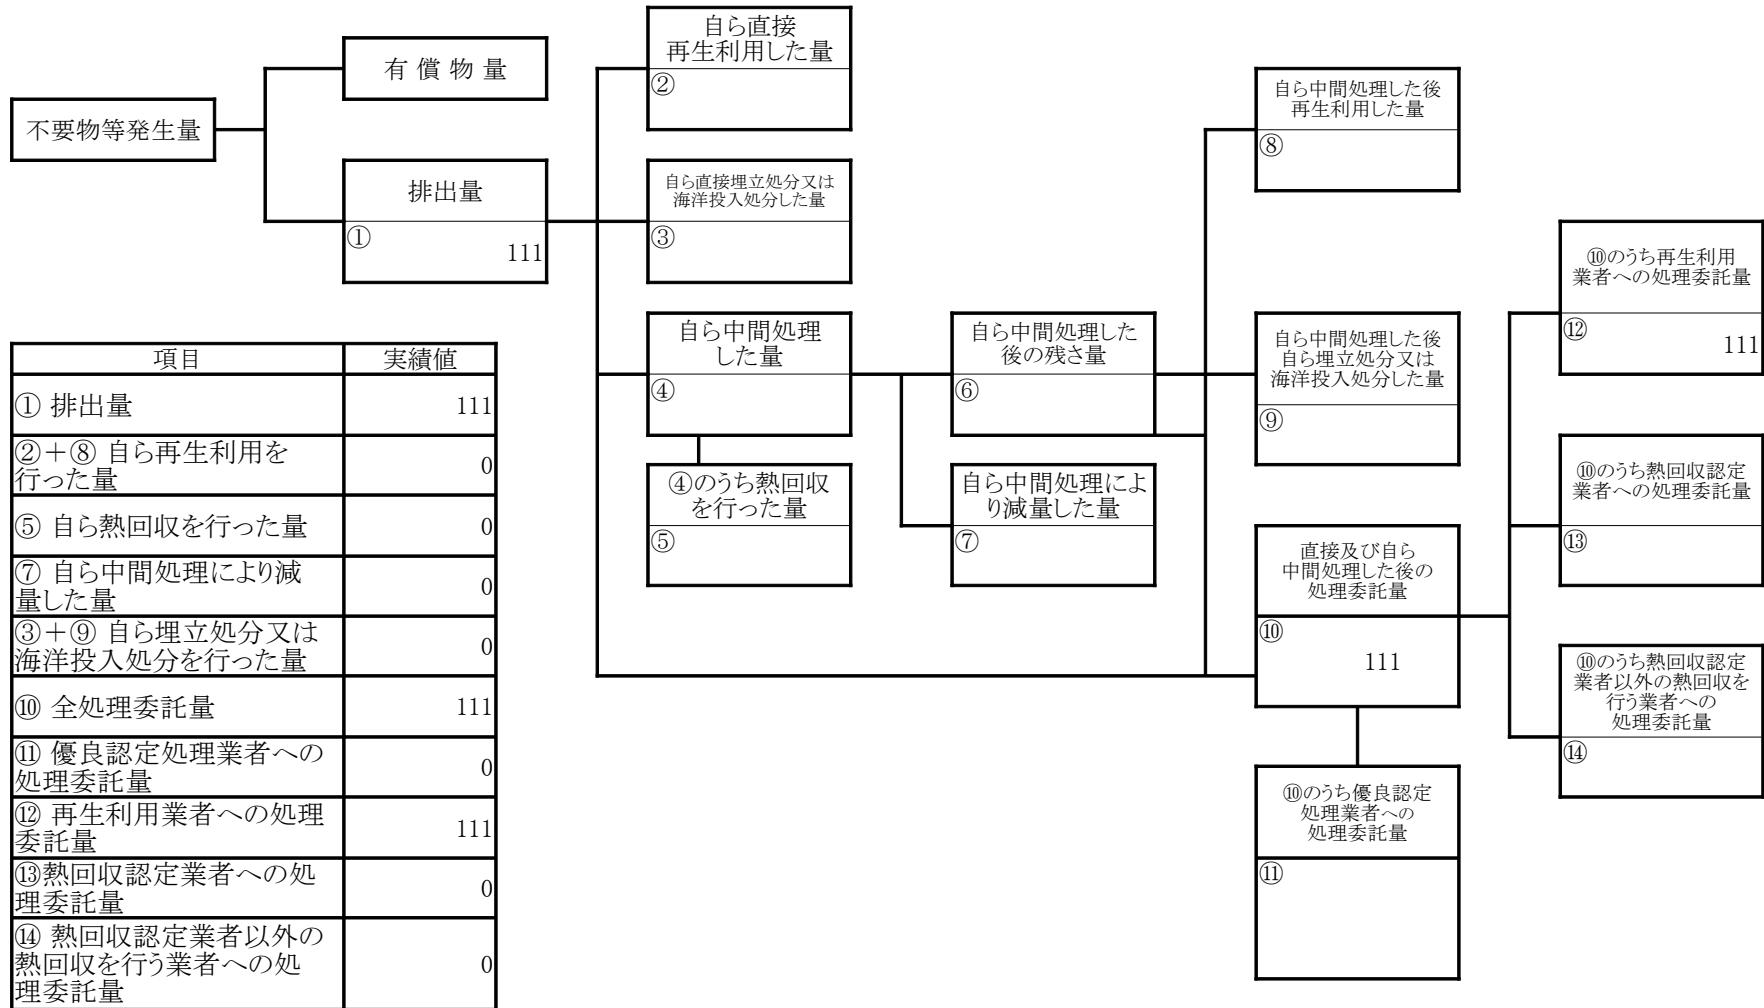 不要物等発生量
有 償 物 量
排出量
①
111
自ら直接
再生利用した量
②
自ら直接埋立処分又は
海洋投入処分した量
③
自ら中間処理
した量
④
④のうち熱回収
を行った量
⑤
自ら中間処理した
後の残さ量
⑥
自ら中間処理によ
り減量した量
⑦
自ら中間処理した後
再生利用した量
⑧
自ら中間処理した後
自ら埋立処分又は
海洋投入処分した量
⑨
直接及び自ら
中間処理した後の
処理委託量
⑩
111
⑩のうち優良認定
処理業者への
処理委託量
⑪
⑩のうち再生利用
業者への処理委託量
⑫
111
⑩のうち熱回収認定
業者への処理委託量
⑬
⑩のうち熱回収認定
業者以外の熱回収を
行う業者への
処理委託量
⑭
項目 実績値
① 排出量 111
②＋⑧ 自ら再生利用を
行った量 0
⑤ 自ら熱回収を行った量 0
⑦ 自ら中間処理により減
量した量 0
③＋⑨ 自ら埋立処分又は
海洋投入処分を行った量 0
⑩ 全処理委託量 111
⑪ 優良認定処理業者への
処理委託量 0
⑫ 再生利用業者への処理
委託量 111
⑬熱回収認定業者への処
理委託量 0
⑭ 熱回収認定業者以外の
熱回収を行う業者への処
理委託量 0